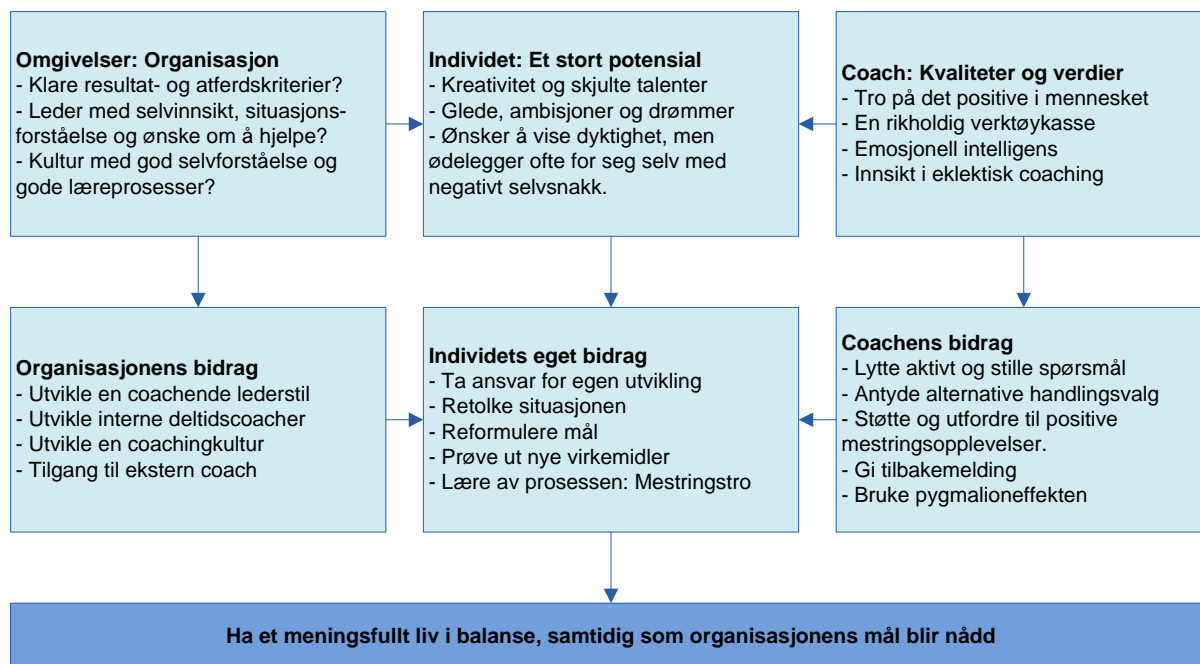 Omgivelser: Organisasjon
- Klare resultat- og atferdskriterier?
- Leder med selvinnsikt, situasjons-
forståelse og ønske om å hjelpe?
- Kultur med god selvforståelse og
gode læreprosesser?
Individet: Et stort potensial
- Kreativitet og skjulte talenter
- Glede, ambisjoner og drømmer
- Ønsker å vise dyktighet, men
ødelegger ofte for seg selv med
negativt selvsnakk.
Coach: Kvaliteter og verdier
- Tro på det positive i mennesket
- En rikholdig verktøykasse
- Emosjonell intelligens
- Innsikt i eklektisk coaching
Organisasjonens bidrag
- Utvikle en coachende lederstil
- Utvikle interne deltidscoacher
- Utvikle en coachingkultur
- Tilgang til ekstern coach
Individets eget bidrag
- Ta ansvar for egen utvikling
- Retolke situasjonen
- Reformulere mål
- Prøve ut nye virkemidler
- Lære av prosessen: Mestringstro
Coachens bidrag
- Lytte aktivt og stille spørsmål
- Antyde alternative handlingsvalg
- Støtte og utfordre til positive
mestringsopplevelser.
- Gi tilbakemelding
- Bruke pygmalioneffekten
Ha et meningsfullt liv i balanse, samtidig som organisasjonens mål blir nådd